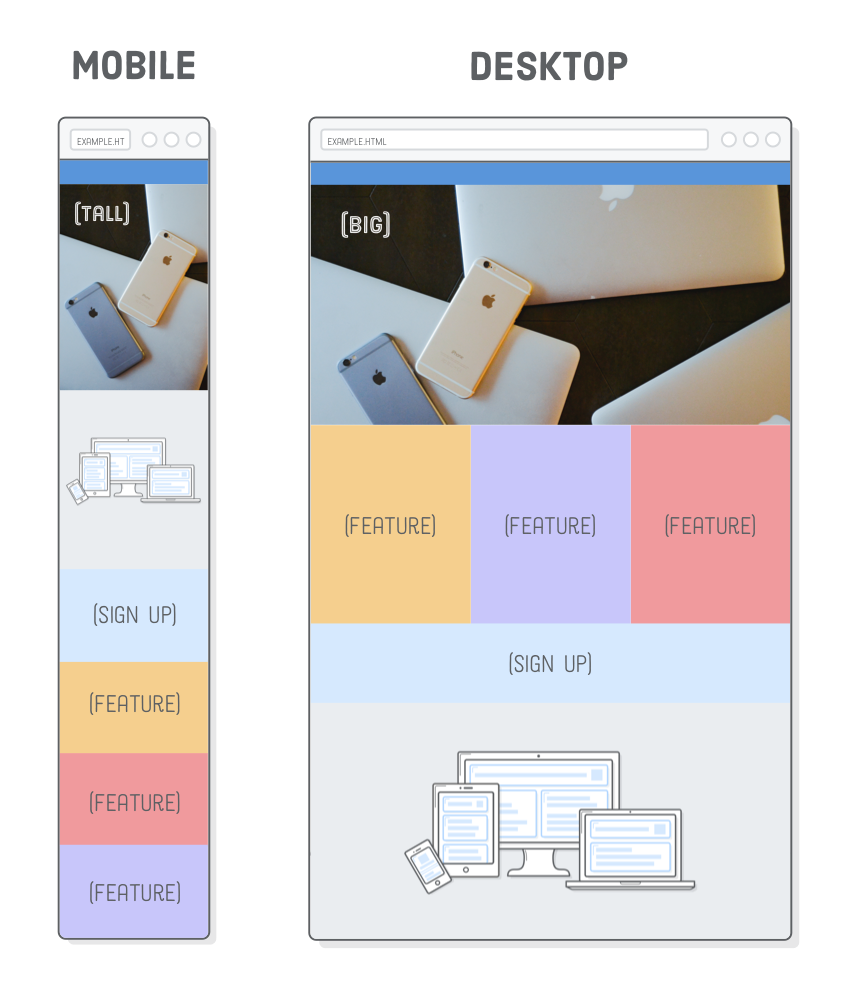 MOBILE
EXAMPLE.HT
(TALL)
(SIGN UP)
(FEATURE)
(FEATURE)
(FEATURE)
DESKTOP
EXAMPLE.HTML
(BIG)
(FEATURE) (FEATURE) (FEATURE)
(SIGN UP)